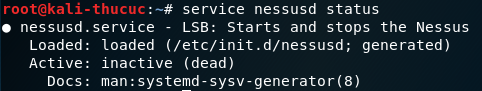 root@kali-thucuc:~# service nessusd status
● nessusd.service - LSB: Starts and stops the Nessus
Loaded: loaded (/etc/init.d/nessusd; generated)
Active: inactive (dead)
Docs: man:systemd-sysv-generator(8)